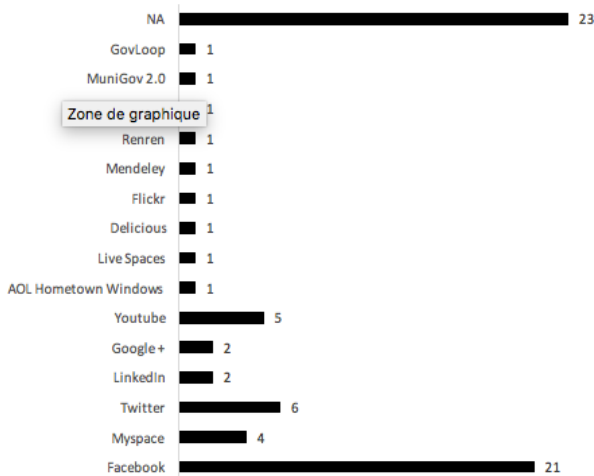 NA 23
GovLoop 1
MuniGov 2.0 1
Zone de graphique 1
Renren 1
Mendeley 1
Flickr 1
Delicious 1
Live Spaces 1
AOL Hometown Windows 1
Youtube 5
Google + 2
LinkedIn 2
Twitter 6
Myspace 4
Facebook 21